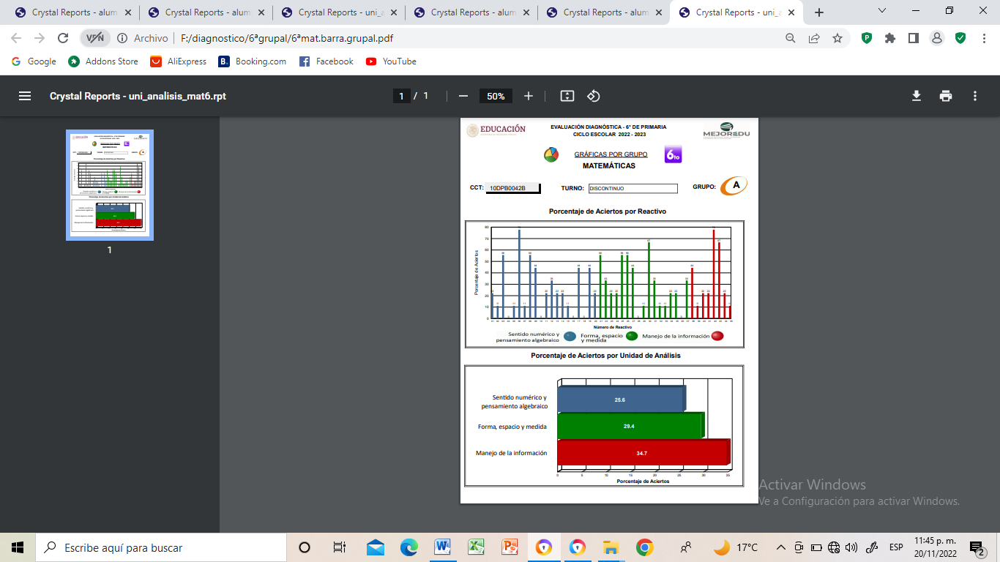 Crystal Reports - alum
Crystal Reports - alum
Crystal Reports - uni_a
Crystal Reports - alum
Crystal Reports - alum
Crystal Reports - uni_a
VPN
Archivo
F:/diagnostico/6ªgrupal/6ªmat.barra.grupal.pdf
Google
Addons Store
AliExpress
Booking.com
Facebook
YouTube
Crystal Reports - uni_analisis_mat6.rpt
1 / 1
50%
1
EDUCACIÓN
EVALUACIÓN DIAGNÓSTICA - 6° DE PRIMARIA
CICLO ESCOLAR 2022 - 2023
MEJOREDU
GRÁFICAS POR GRUPO
6to
MATEMÁTICAS
CCT: 10DPB0042B
TURNO: DISCONTINUO
GRUPO: A
Porcentaje de Aciertos por Reactivo
Porcentaje de Aciertos
80
70
60
50
40
30
20
10
0
Número de Reactivo
Sentido numérico y pensamiento algebraico
Forma, espacio y medida
Manejo de la información
Porcentaje de Aciertos por Unidad de Análisis
Sentido numérico y pensamiento algebraico
25.6
Forma, espacio y medida
29.4
Manejo de la información
34.7
0 5 10 15 20 25 30 35
Porcentaje de Aciertos
Activar Windows
Ve a Configuración para activar Windows.
Escribe aquí para buscar
17°C
ESP
11:45 p. m.
20/11/2022
2